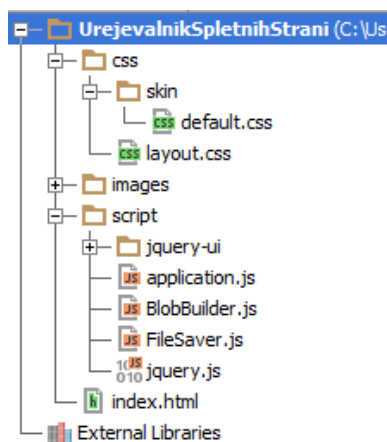 UrejevalnikSpletnihStrani (C:\Us
css
skin
default.css
layout.css
images
script
jquery-ui
application.js
BlobBuilder.js
FileSaver.js
jquery.js
index.html
External Libraries